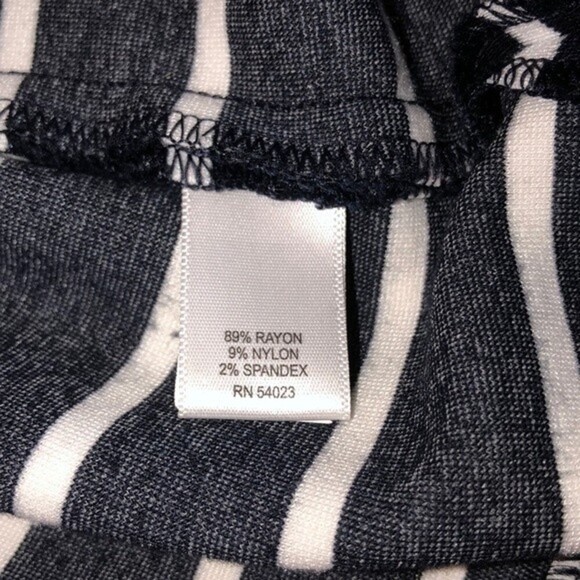 89% RAYON
9% NYLON
2% SPANDEX
RN 54023